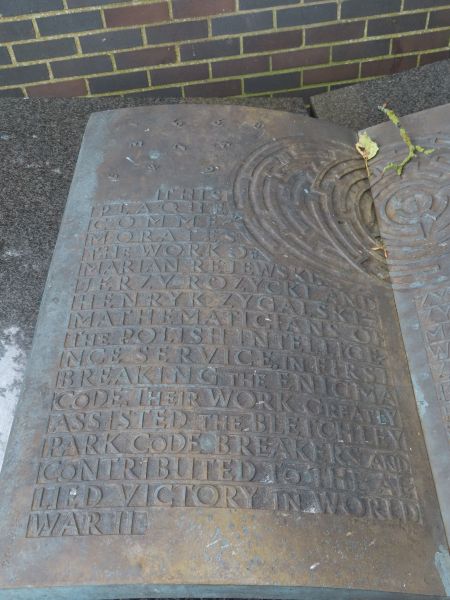 THIS
PLAQUE
COMME
MORATES
THE WORK OF
MARIAN REJEWSKI
JERZY ROZYCKI AND
HENRYK ZYGALSKI
MATHEMATICIANS OF
THE POLISH INTELLIGE
NCE SERVICE, IN FIRST
BREAKING THE ENIGMA
CODE. THEIR WORK GREATLY
ASSISTED THE BLETCHLEY
PARK CODE BREAKERS AND
CONTRIBUTED TO THE AL
LIED VICTORY IN WORLD
WAR II